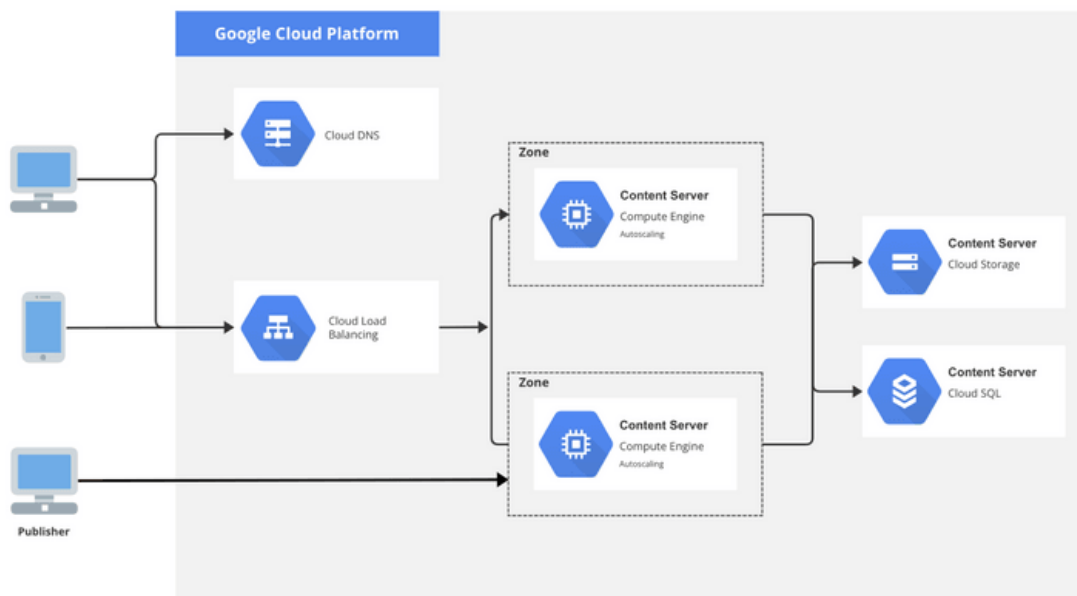 Google Cloud Platform
Cloud DNS
Zone
Content Server
Compute Engine
Autoscaling
Content Server
Cloud Storage
Cloud Load
Balancing
Zone
Content Server
Compute Engine
Autoscaling
Content Server
Cloud SQL
Publisher